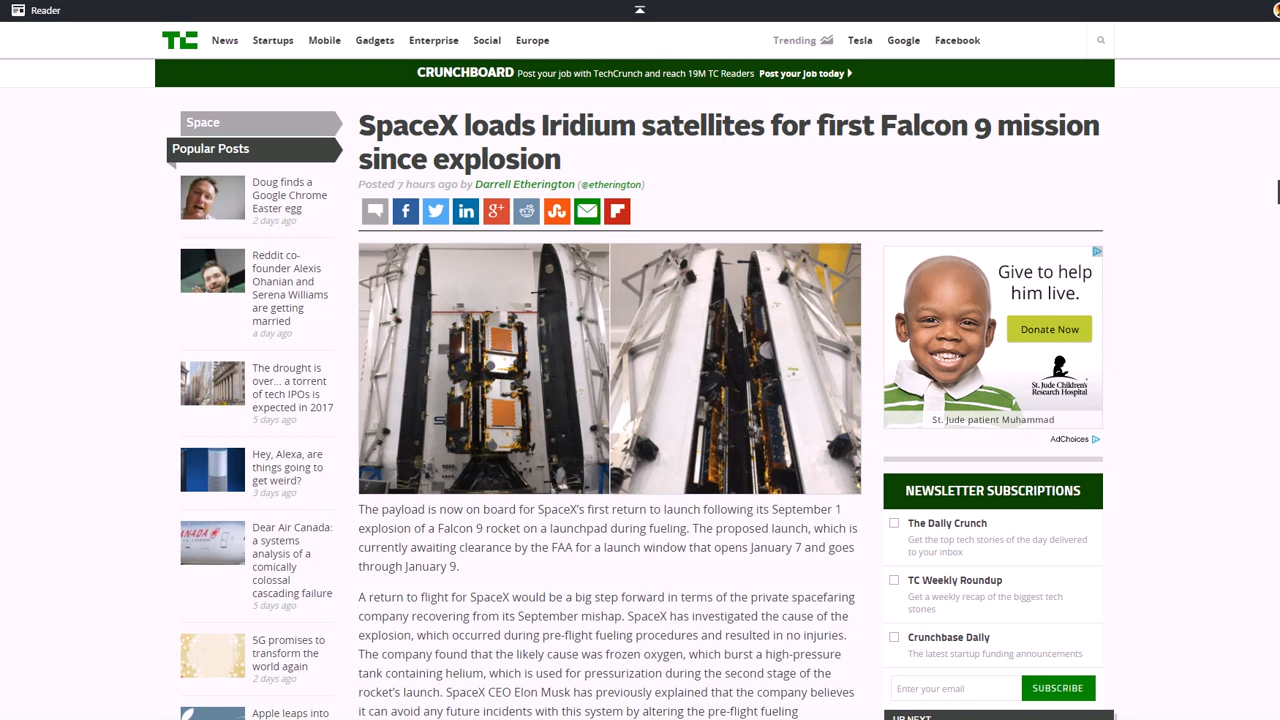 Reader
TC
News Startups Mobile Gadgets Enterprise Social Europe
Trending Tesla Google Facebook
CRUNCHBOARD Post your job with TechCrunch and reach 19M TC Readers Post your job today
Space
Popular Posts
Doug finds a
Google Chrome
Easter egg
2 days ago
Reddit co-
founder Alexis
Ohanian and
Serena Williams
are getting
married
a day ago
The drought is
over... a torrent
of tech IPOs is
expected in 2017
5 days ago
Hey, Alexa, are
things going to
get weird?
3 days ago
Dear Air Canada:
a systems
analysis of a
comically
colossal
cascading failure
5 days ago
5G promises to
transform the
world again
2 days ago
Apple leaps into
SpaceX loads Iridium satellites for first Falcon 9 mission
since explosion
Posted 7 hours ago by Darrell Etherington (@etherington)
The payload is now on board for SpaceX's first return to launch following its September 1
explosion of a Falcon 9 rocket on a launchpad during fueling. The proposed launch, which is
currently awaiting clearance by the FAA for a launch window that opens January 7 and goes
through January 9.
A return to flight for SpaceX would be a big step forward in terms of the private spacefaring
company recovering from its September mishap. SpaceX has investigated the cause of the
explosion, which occurred during pre-flight fueling procedures and resulted in no injuries.
The company found that the likely cause was frozen oxygen, which burst a high-pressure
tank containing helium, which is used for pressurization during the second stage of the
rocket's launch. SpaceX CEO Elon Musk has previously explained that the company believes
it can avoid any future incidents with this system by altering the pre-flight fueling
Give to help
him live.
Donate Now
St. Jude Children's
Research Hospital
St. Jude patient Muhammad
AdChoices
NEWSLETTER SUBSCRIPTIONS
The Daily Crunch
Get the top tech stories of the day delivered
to your inbox
TC Weekly Roundup
Get a weekly recap of the biggest tech
stories
Crunchbase Daily
The latest startup funding announcements
Enter your email SUBSCRIBE
UP NEXT